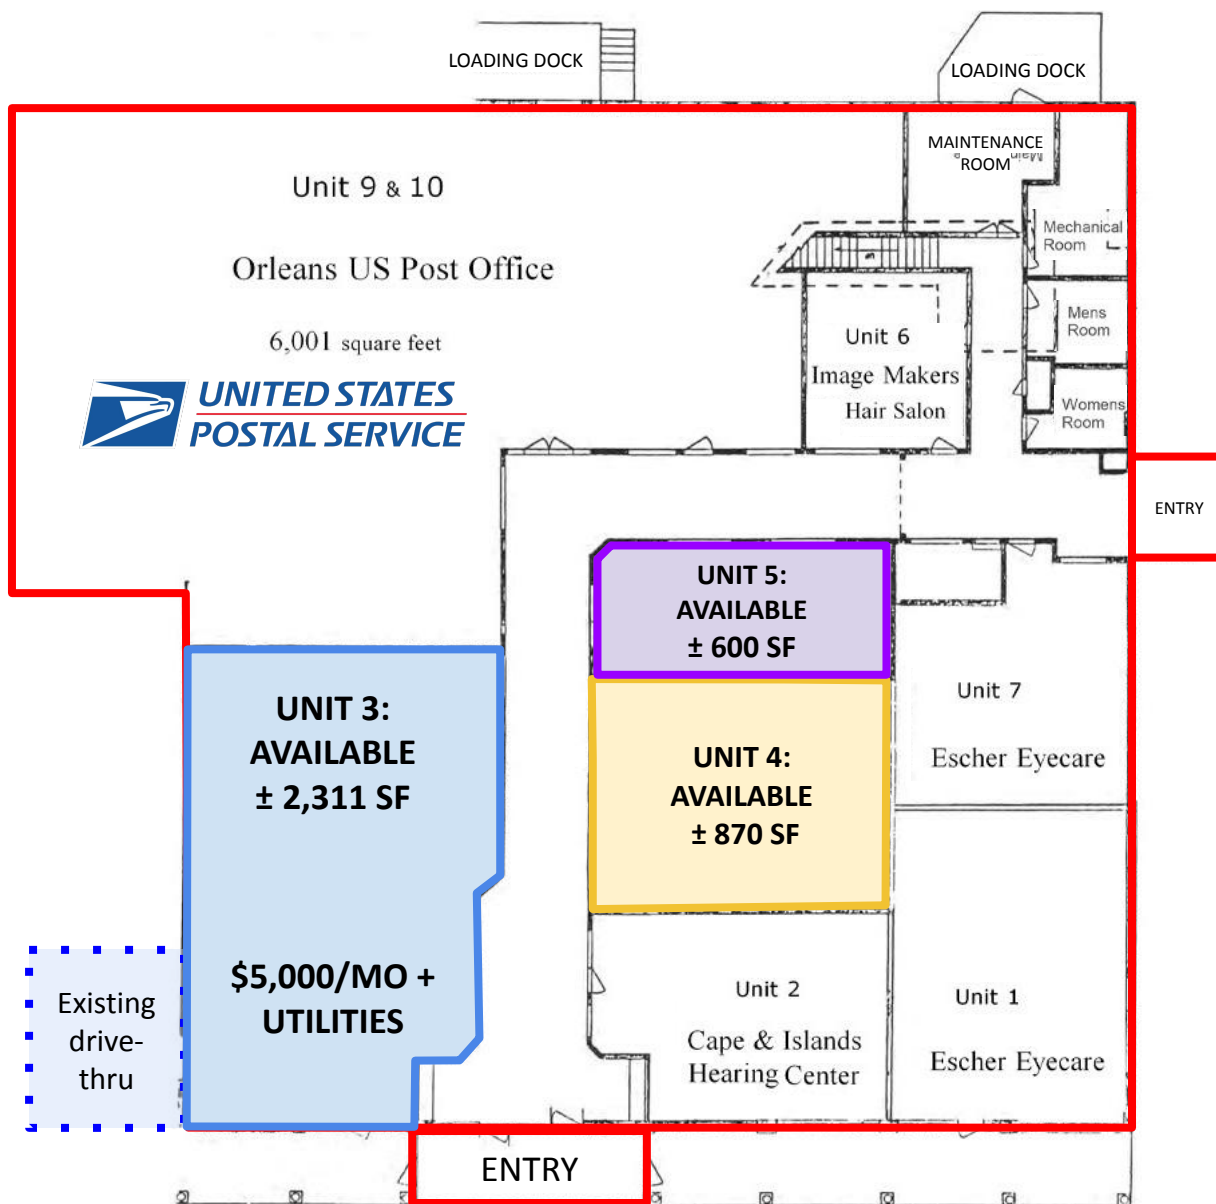 LOADING DOCK
LOADING DOCK
MAINTENANCE
ROOM
Unit 9 & 10
Orleans US Post Office
6,001 square feet
UNITED STATES
POSTAL SERVICE
Mechanical
Room
Mens
Room
Womens
Room
Unit 6
Image Makers
Hair Salon
ENTRY
UNIT 5:
AVAILABLE
± 600 SF
UNIT 3:
AVAILABLE
± 2,311 SF
$5,000/MO +
UTILITIES
UNIT 4:
AVAILABLE
± 870 SF
Unit 7
Escher Eyecare
Existing
drive-
thru
Unit 2
Cape & Islands
Hearing Center
Unit 1
Escher Eyecare
ENTRY